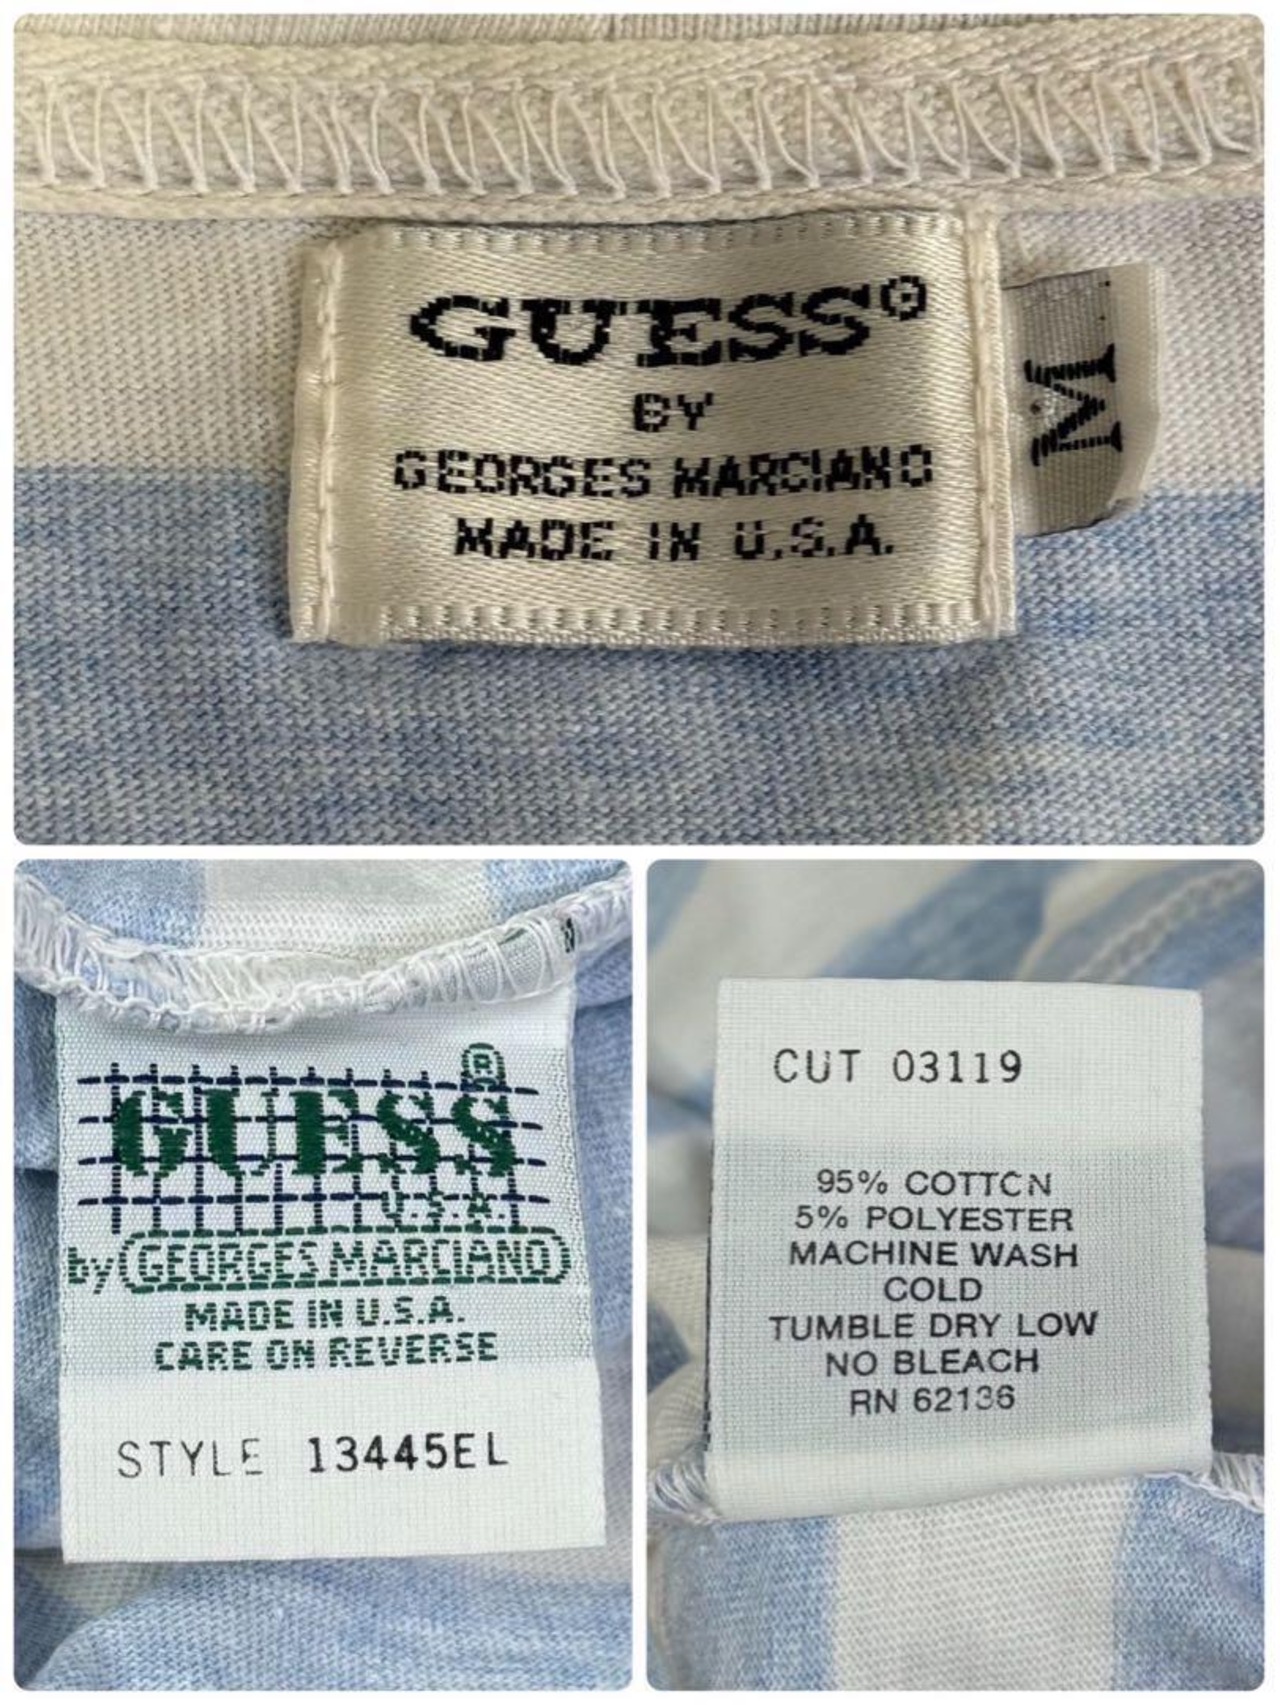 GUESS®
BY
GEORGES MARCIANO
MADE IN U.S.A.
M
GUESS®
U.S.A.
by GEORGES MARCIANO
MADE IN U.S.A.
CARE ON REVERSE
STYLE 13445EL
CUT 03119
95% COTTON
5% POLYESTER
MACHINE WASH
COLD
TUMBLE DRY LOW
NO BLEACH
RN 62136